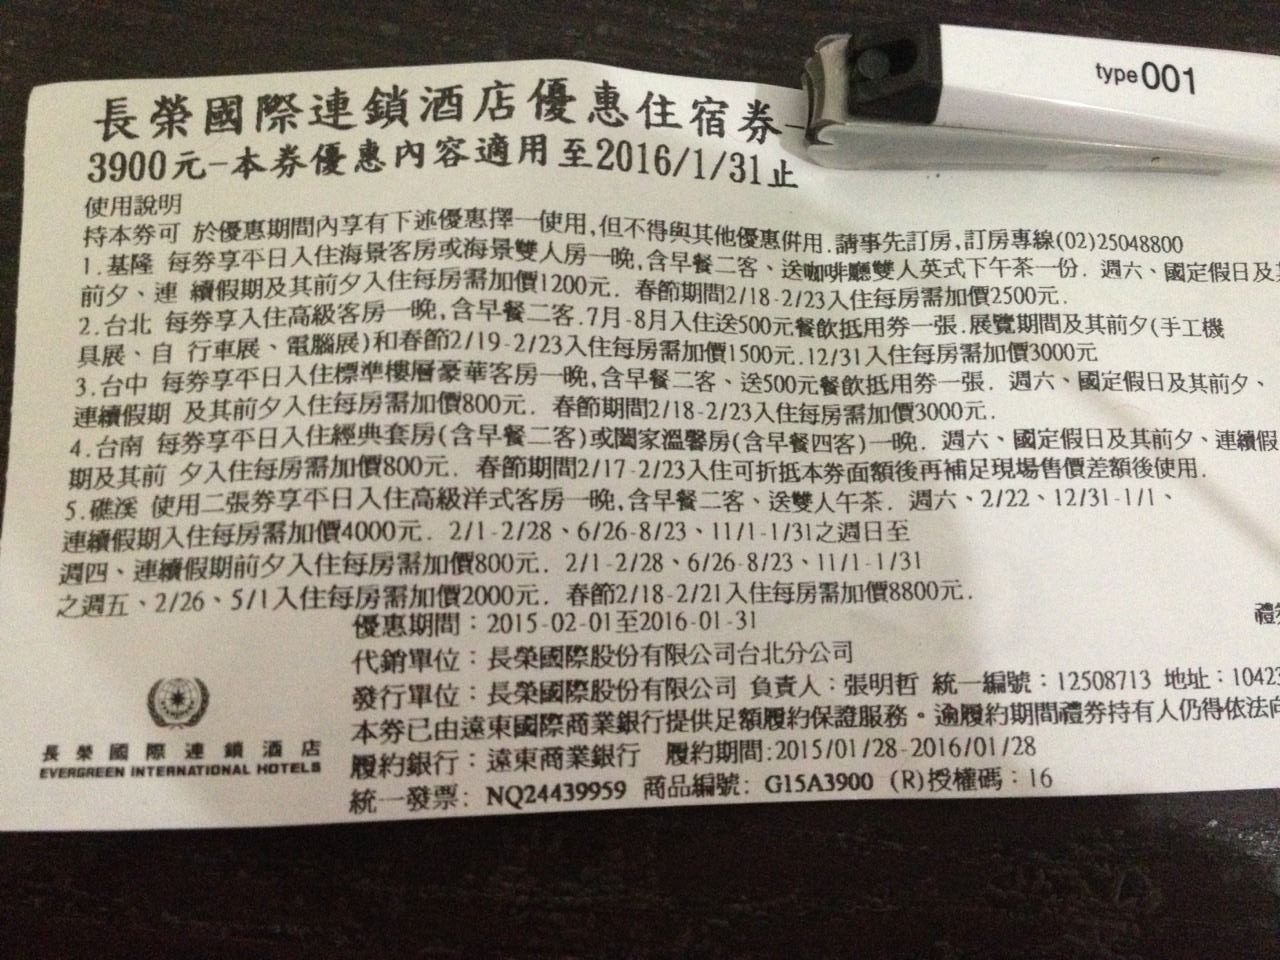 type001
長榮國際連鎖酒店優惠住宿券
3900元-本券優惠內容適用至2016/1/31止
使用說明
持本券可 於優惠期間內享有下述優惠擇一使用,但不得與其他優惠併用.請事先訂房,訂房專線(02)25048800
1.基隆 每券享平日入住海景客房或海景雙人房一晚,含早餐二客、送咖啡廳雙人英式下午茶一份. 週六、國定假日及其
前夕、連 續假期及其前夕入住每房需加價1200元. 春節期間2/18-2/23入住每房需加價2500元.
2.台北 每券享入住高級客房一晚,含早餐二客.7月-8月入住送500元餐飲抵用券一張.展覽期間及其前夕(手工機
具展、自 行車展、電腦展)和春節2/19-2/23入住每房需加價1500元.12/31入住每房需加價3000元
3.台中 每券享平日入住標準樓層豪華客房一晚,含早餐二客、送500元餐飲抵用券一張. 週六、國定假日及其前夕、
連續假期 及其前夕入住每房需加價800元. 春節期間2/18-2/23入住每房需加價3000元.
4.台南 每券享平日入住經典套房(含早餐二客)或闔家溫馨房(含早餐四客)一晚. 週六、國定假日及其前夕、連續假
期及其前 夕入住每房需加價800元. 春節期間2/17-2/23入住可折抵本券面額後再補足現場售價差額後使用.
5.礁溪 使用二張券享平日入住高級洋式客房一晚,含早餐二客、送雙人午茶. 週六、2/22、12/31-1/1、
連續假期入住每房需加價4000元. 2/1-2/28、6/26-8/23、11/1-1/31之週日至
週四、連續假期前夕入住每房需加價800元. 2/1-2/28、6/26-8/23、11/1-1/31
之週五、2/26、5/1入住每房需加價2000元. 春節2/18-2/21入住每房需加價8800元.
優惠期間：2015-02-01至2016-01-31
禮券
代銷單位：長榮國際股份有限公司台北分公司
發行單位：長榮國際股份有限公司 負責人：張明哲 統一編號：12508713 地址：10423
本券已由遠東國際商業銀行提供足額履約保證服務。逾履約期間禮券持有人仍得依法向
履約銀行：遠東商業銀行 履約期間:2015/01/28-2016/01/28
統一發票: NQ24439959 商品編號: G15A3900 (R)授權碼：16
長榮國際連鎖酒店
EVERGREEN INTERNATIONAL HOTELS